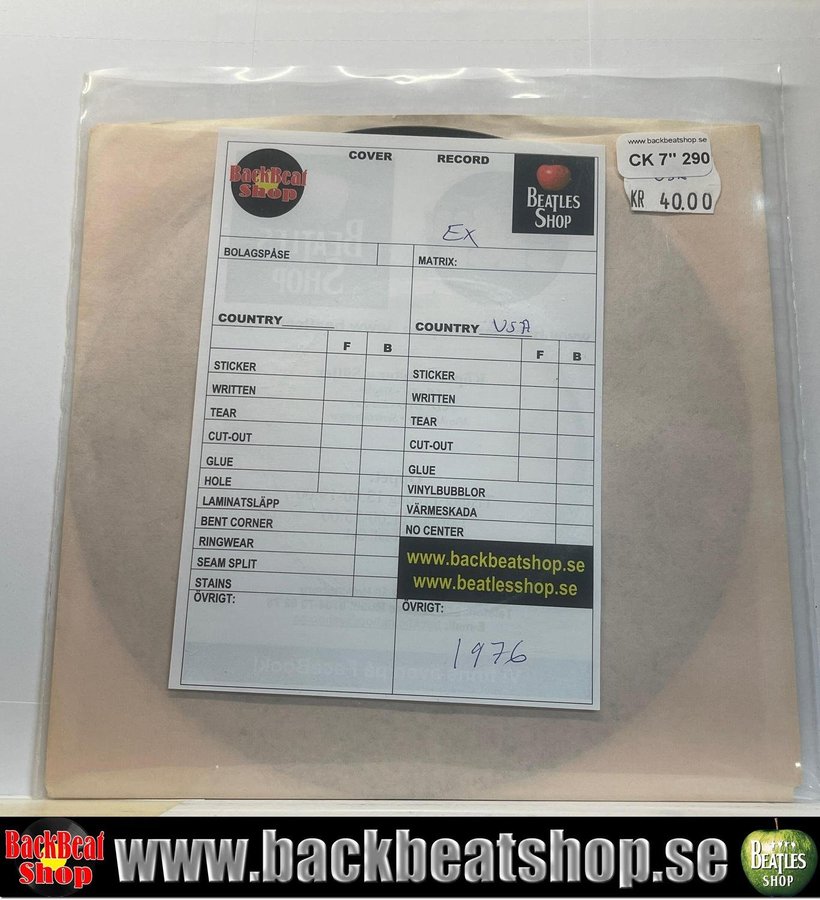 www.backbeatshop.se
CK 7" 290
KR 40.00
BackBeat
Shop
COVER
RECORD
BEATLES
SHOP
EX
BOLAGSPÅSE
MATRIX:
COUNTRY
COUNTRY USA
F B
F B
STICKER
WRITTEN
TEAR
CUT-OUT
GLUE
HOLE
LAMINATSLÄPP
BENT CORNER
RINGWEAR
SEAM SPLIT
STAINS
ÖVRIGT:
STICKER
WRITTEN
TEAR
CUT-OUT
GLUE
VINYLBUBBLOR
VÄRMESKADA
NO CENTER
www.backbeatshop.se
www.beatlesshop.se
ÖVRIGT:
1976
BackBeat
Shop
www.backbeatshop.se
BEATLES
SHOP